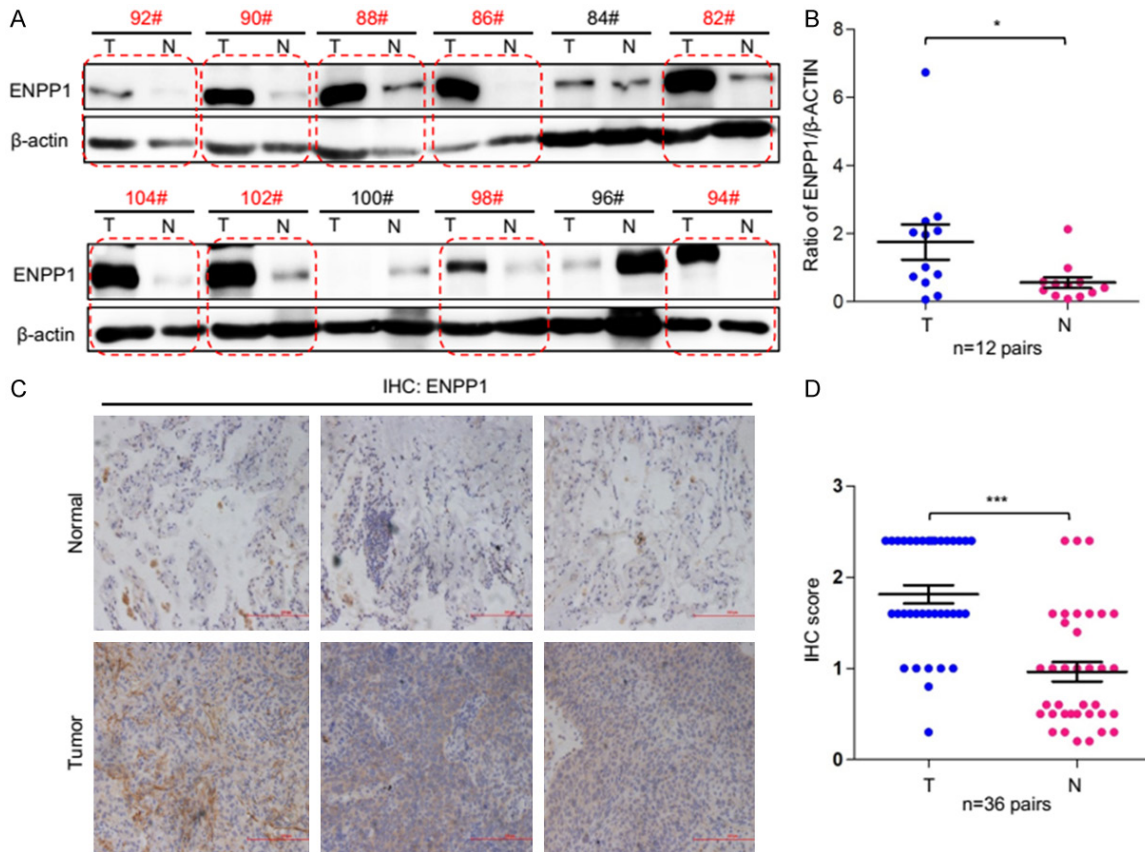 A
92# 90# 88# 86# 84# 82#
T N T N T N T N T N T N
ENPP1
β-actin
104# 102# 100# 98# 96# 94#
T N T N T N T N T N T N
ENPP1
β-actin
B
8
6
4
2
0
Ratio of ENPP1/β-ACTIN
*
T N
n=12 pairs
C
IHC: ENPP1
Normal
Tumor
D
3
2
1
0
IHC score
***
T N
n=36 pairs